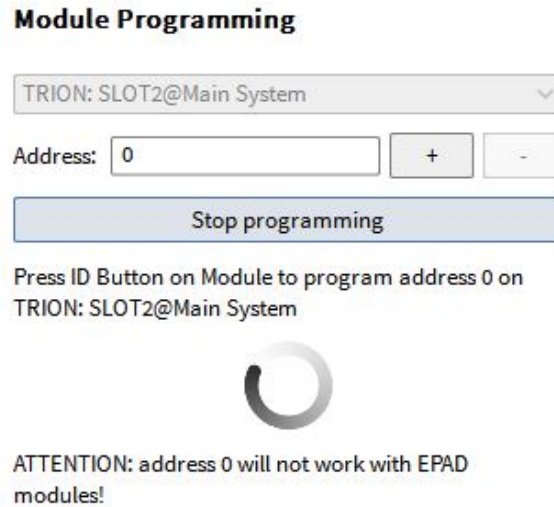 Module Programming
TRION: SLOT2@Main System
Address: 0 + -
Stop programming
Press ID Button on Module to program address 0 on
TRION: SLOT2@Main System
ATTENTION: address 0 will not work with EPAD
modules!